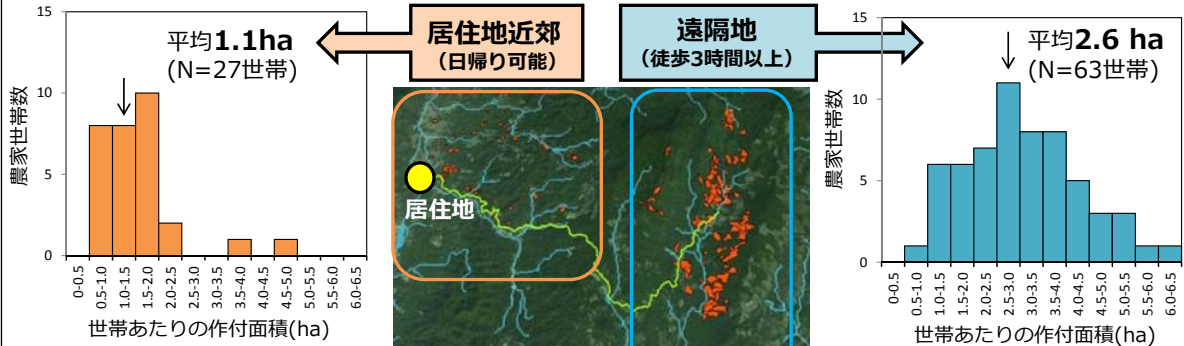 15
10
5
0
農家世帯数
平均1.1ha
(N=27世帯)
0-0.5
0.5-1.0
1.0-1.5
1.5-2.0
2.0-2.5
2.5-3.0
3.0-3.5
3.5-4.0
4.5-5.5
5.0-5.5
5.5-6.0
6.0-6.5
世帯あたりの作付面積(ha)
居住地近郊
(日帰り可能)
遠隔地
(徒歩3時間以上)
居住地
15
10
5
0
農家世帯数
平均2.6 ha
(N=63世帯)
0-0.5
0.5-1.0
1.0-1.5
1.5-2.0
2.0-2.5
2.5-3.0
3.0-3.5
3.5-4.0
4.0-4.5
4.5-5.0
5.0-5.5
5.5-6.0
6.0-6.5
世帯あたりの作付面積(ha)